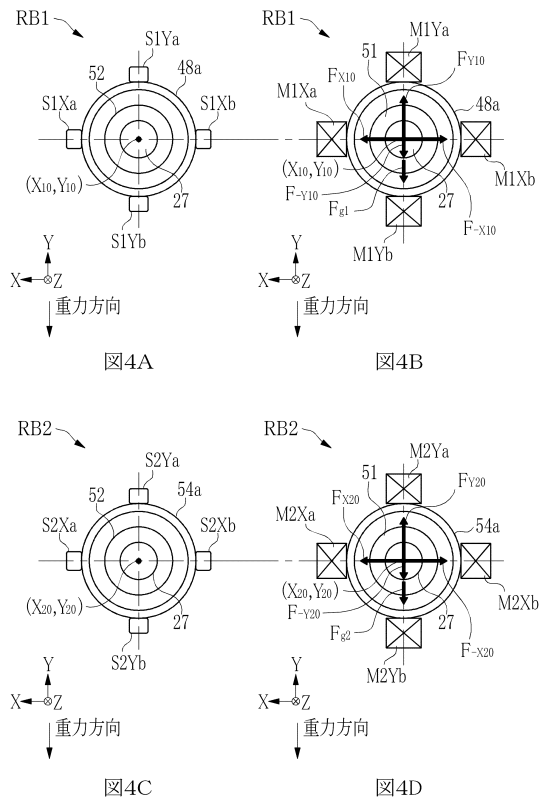 RB1
S1Ya
52
48a
S1Xa
S1Xb
(X10,Y10)
27
S1Yb
Y
X
Z
重力方向
図4A
RB1
M1Ya
51
FX10
FY10
M1Xa
48a
(X10,Y10)
M1Xb
F-Y10
27
Fg1
F-X10
M1Yb
Y
X
Z
重力方向
図4B
RB2
S2Ya
52
54a
S2Xa
S2Xb
(X20,Y20)
27
S2Yb
Y
X
Z
重力方向
図4C
RB2
M2Ya
51
FX20
FY20
M2Xa
54a
(X20,Y20)
M2Xb
F-Y20
27
Fg2
F-X20
M2Yb
Y
X
Z
重力方向
図4D